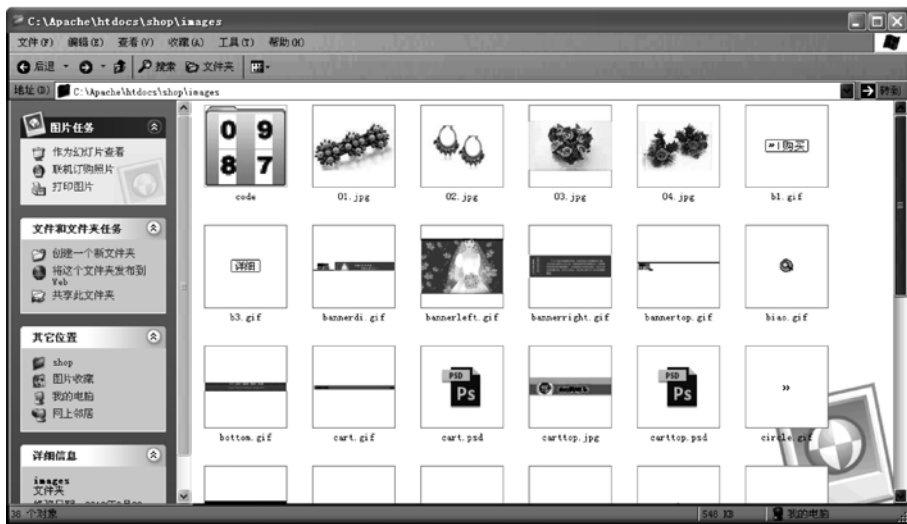 C:\Apache\htdocs\shop\images
文件(F) 编辑(E) 查看(V) 收藏(A) 工具(T) 帮助(H)
后退 搜索 文件夹
地址(D) C:\Apache\htdocs\shop\images 转到
图片任务
作为幻灯片查看
联机订购照片
打印图片
文件和文件夹任务
创建一个新文件夹
将这个文件夹发布到
Web
共享此文件夹
其它位置
shop
图片收藏
我的电脑
网上邻居
详细信息
images
文件夹
0 9
8 7
购买
code 01.jpg 02.jpg 03.jpg 04.jpg b1.gif
详细
b3.gif bannerdi.gif bannerleft.gif bannerright.gif bannertop.gif biao.gif
PSD
Ps
PSD
Ps
bottom.gif cart.gif cart.psd carttop.jpg carttop.psd circle.gif
38 个对象 548 KB 我的电脑